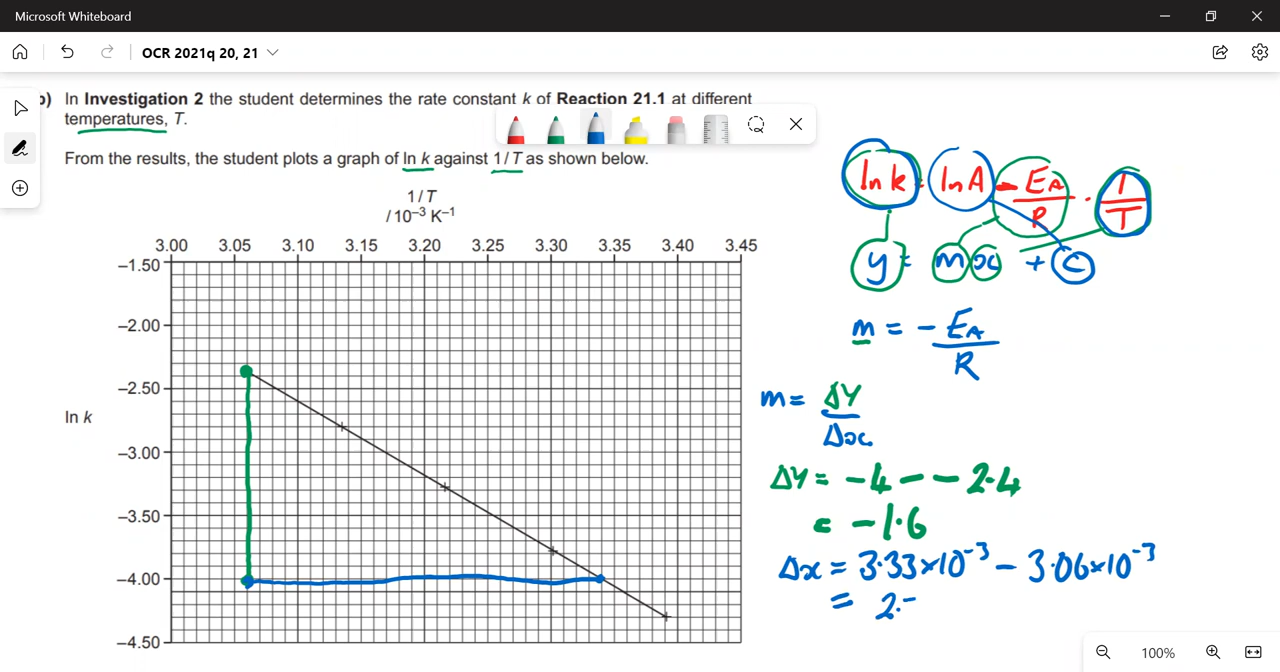 Microsoft Whiteboard
OCR 2021q 20, 21
b) In Investigation 2 the student determines the rate constant k of Reaction 21.1 at different
temperatures, T.
From the results, the student plots a graph of ln k against 1/T as shown below.
1/T
/ 10⁻³ K⁻¹
3.00 3.05 3.10 3.15 3.20 3.25 3.30 3.35 3.40 3.45
−1.50
−2.00
−2.50
ln k
−3.00
−3.50
−4.00
−4.50
ln k = ln A − EA/R · 1/T
y = mx + c
m = − EA/R
m = ΔY/Δx
ΔY = −4 − −2.4
= −1.6
Δx = 3.33×10⁻³ − 3.06×10⁻³
= 2.
100%